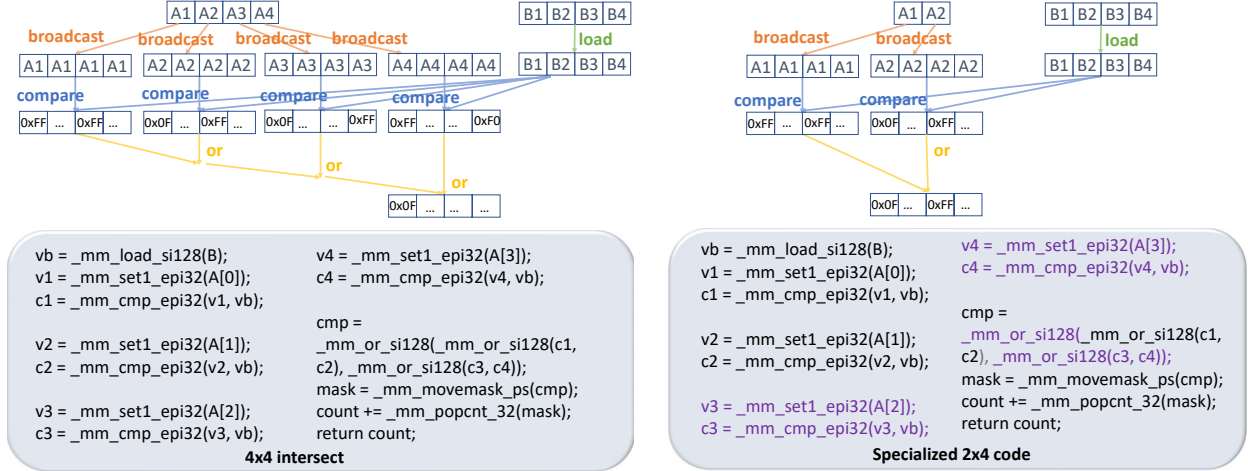 A1 A2 A3 A4
B1 B2 B3 B4
broadcast broadcast broadcast broadcast
load
A1 A1 A1 A1
A2 A2 A2 A2
A3 A3 A3 A3
A4 A4 A4 A4
B1 B2 B3 B4
compare compare compare compare
0xFF ... 0xFF ...
0x0F ... 0xFF ...
0x0F ... ... 0xFF
0xFF ... ... 0xF0
or
or
or
0x0F ... ... ...
vb = _mm_load_si128(B);
v1 = _mm_set1_epi32(A[0]);
c1 = _mm_cmp_epi32(v1, vb);
v2 = _mm_set1_epi32(A[1]);
c2 = _mm_cmp_epi32(v2, vb);
v3 = _mm_set1_epi32(A[2]);
c3 = _mm_cmp_epi32(v3, vb);
v4 = _mm_set1_epi32(A[3]);
c4 = _mm_cmp_epi32(v4, vb);
cmp =
_mm_or_si128(_mm_or_si128(c1,
c2), _mm_or_si128(c3, c4));
mask = _mm_movemask_ps(cmp);
count += _mm_popcnt_32(mask);
return count;
4x4 intersect
A1 A2
B1 B2 B3 B4
broadcast broadcast
load
A1 A1 A1 A1
A2 A2 A2 A2
B1 B2 B3 B4
compare compare
0xFF ... 0xFF ...
0x0F ... 0xFF ...
or
0x0F ... 0xFF ...
vb = _mm_load_si128(B);
v1 = _mm_set1_epi32(A[0]);
c1 = _mm_cmp_epi32(v1, vb);
v2 = _mm_set1_epi32(A[1]);
c2 = _mm_cmp_epi32(v2, vb);
v3 = _mm_set1_epi32(A[2]);
c3 = _mm_cmp_epi32(v3, vb);
v4 = _mm_set1_epi32(A[3]);
c4 = _mm_cmp_epi32(v4, vb);
cmp =
_mm_or_si128(_mm_or_si128(c1,
c2), _mm_or_si128(c3, c4));
mask = _mm_movemask_ps(cmp);
count += _mm_popcnt_32(mask);
return count;
Specialized 2x4 code